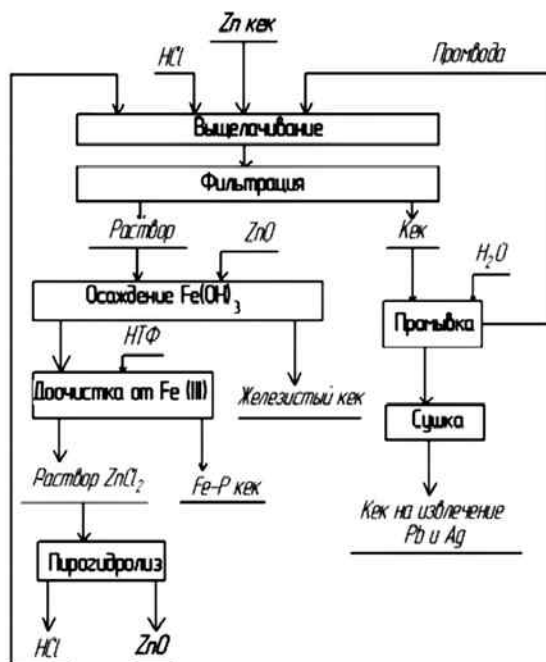 Zn кек
HCl
Промвода
Выщелачивание
Фильтрация
Раствор
ZnO
Кек
H₂O
Осаждение Fe(OH)₃
Промывка
НТФ
Доочистка от Fe (III)
Железистый кек
Сушка
Раствор ZnCl₂
Fe-P кек
Кек на извлечение
Pb и Ag
Пирогидролиз
HCl
ZnO